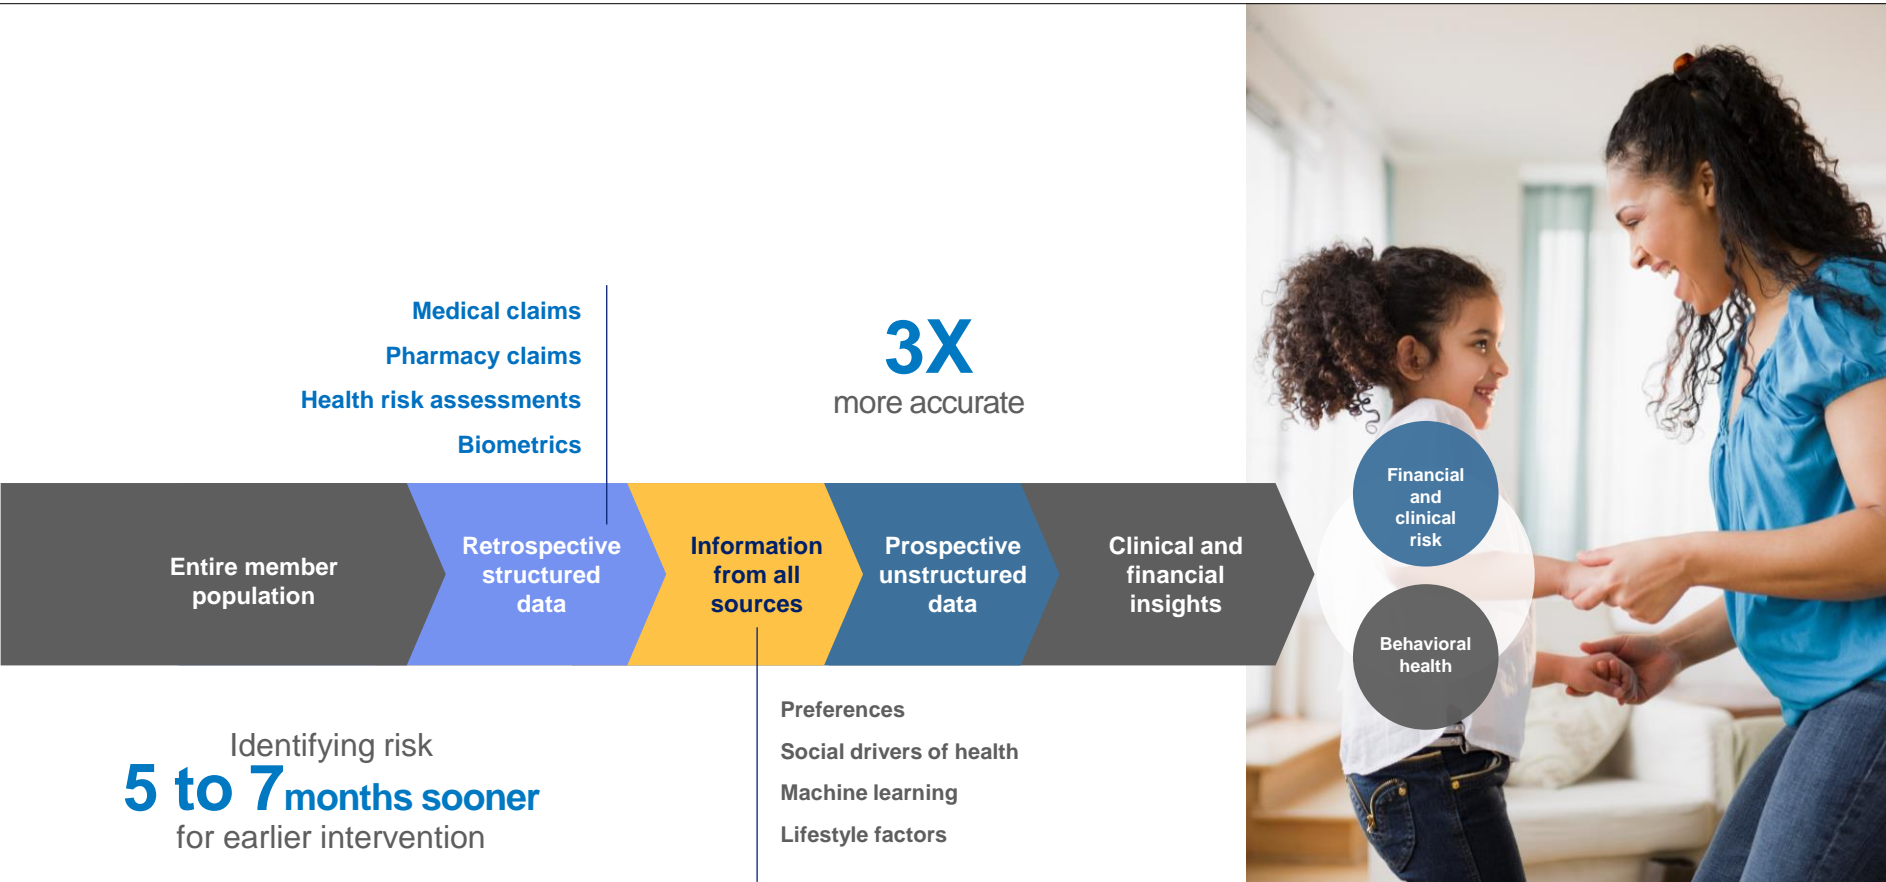 Medical claims
Pharmacy claims
Health risk assessments
Biometrics
3X
more accurate
Entire member
population
Retrospective
structured
data
Information
from all
sources
Prospective
unstructured
data
Clinical and
financial
insights
Financial
and
clinical
risk
Behavioral
health
Identifying risk
5 to 7 months sooner
for earlier intervention
Preferences
Social drivers of health
Machine learning
Lifestyle factors